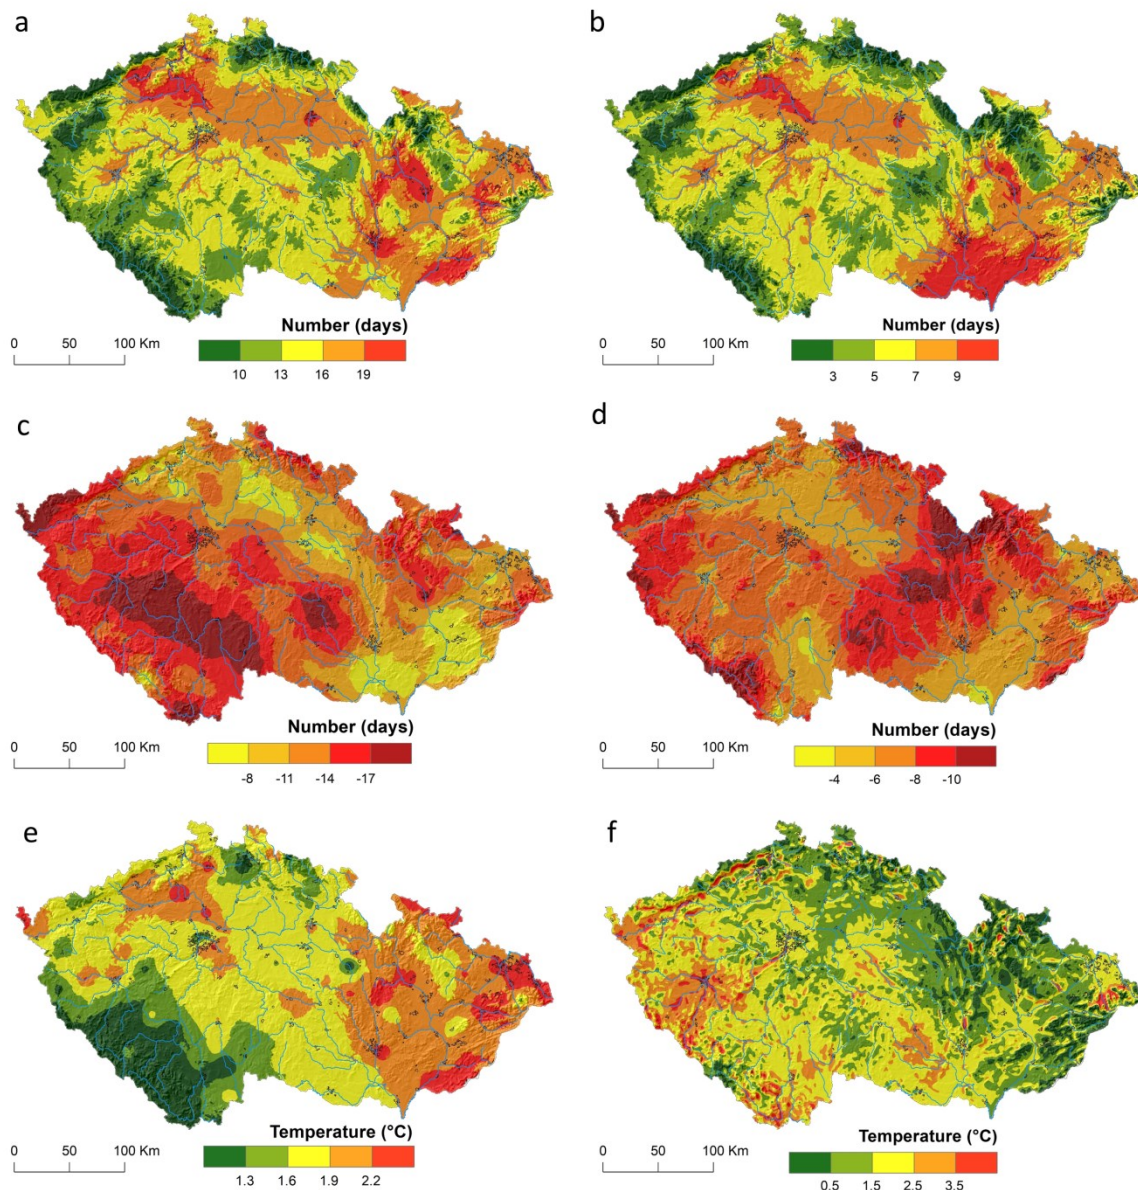 a
b
Number (days)
0 50 100 Km
10 13 16 19
Number (days)
0 50 100 Km
3 5 7 9
c
d
Number (days)
0 50 100 Km
-8 -11 -14 -17
Number (days)
0 50 100 Km
-4 -6 -8 -10
e
f
Temperature (°C)
0 50 100 Km
1.3 1.6 1.9 2.2
Temperature (°C)
0 50 100 Km
0.5 1.5 2.5 3.5